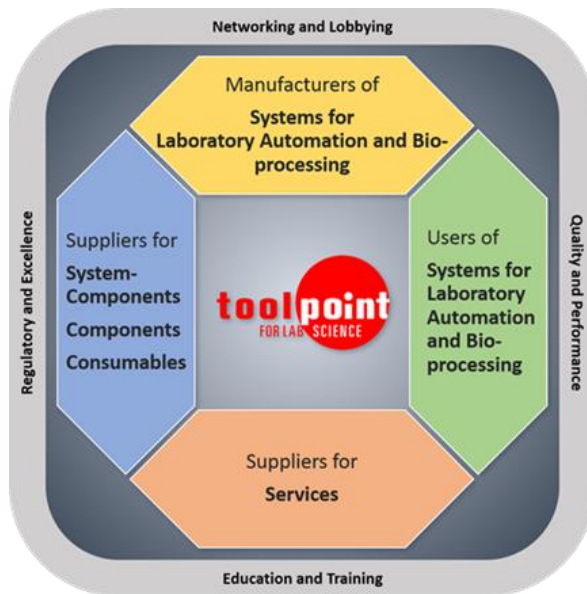 Networking and Lobbying
Manufacturers of
Systems for
Laboratory Automation and Bio-
processing
Regulatory and Excellence
Suppliers for
System-
Components
Components
Consumables
toolpoint
FOR LAB SCIENCE
Users of
Systems for
Laboratory
Automation
and Bio-
processing
Quality and Performance
Suppliers for
Services
Education and Training